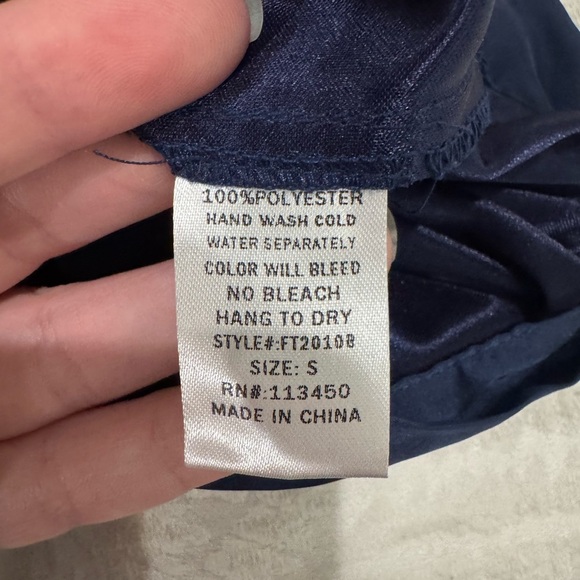 100%POLYESTER
HAND WASH COLD
WATER SEPARATELY
COLOR WILL BLEED
NO BLEACH
HANG TO DRY
STYLE#:FT20108
SIZE: S
RN#:113450
MADE IN CHINA